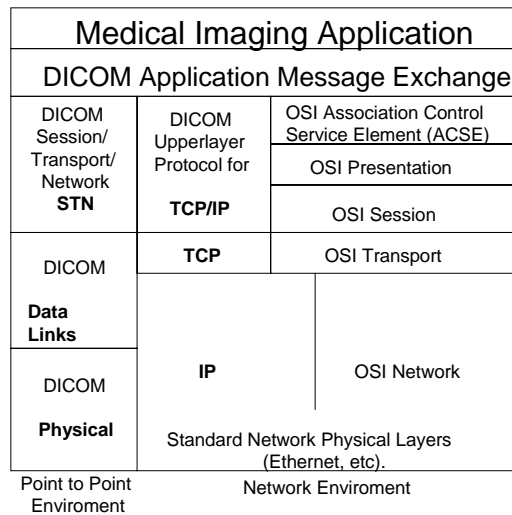 Medical Imaging Application
DICOM Application Message Exchange
DICOM
Session/
Transport/
Network
STN
DICOM
Upperlayer
Protocol for
TCP/IP
OSI Association Control
Service Element (ACSE)
OSI Presentation
OSI Session
DICOM
Data
Links
TCP
OSI Transport
IP
OSI Network
DICOM
Physical
Standard Network Physical Layers
(Ethernet, etc).
Point to Point
Enviroment
Network Enviroment